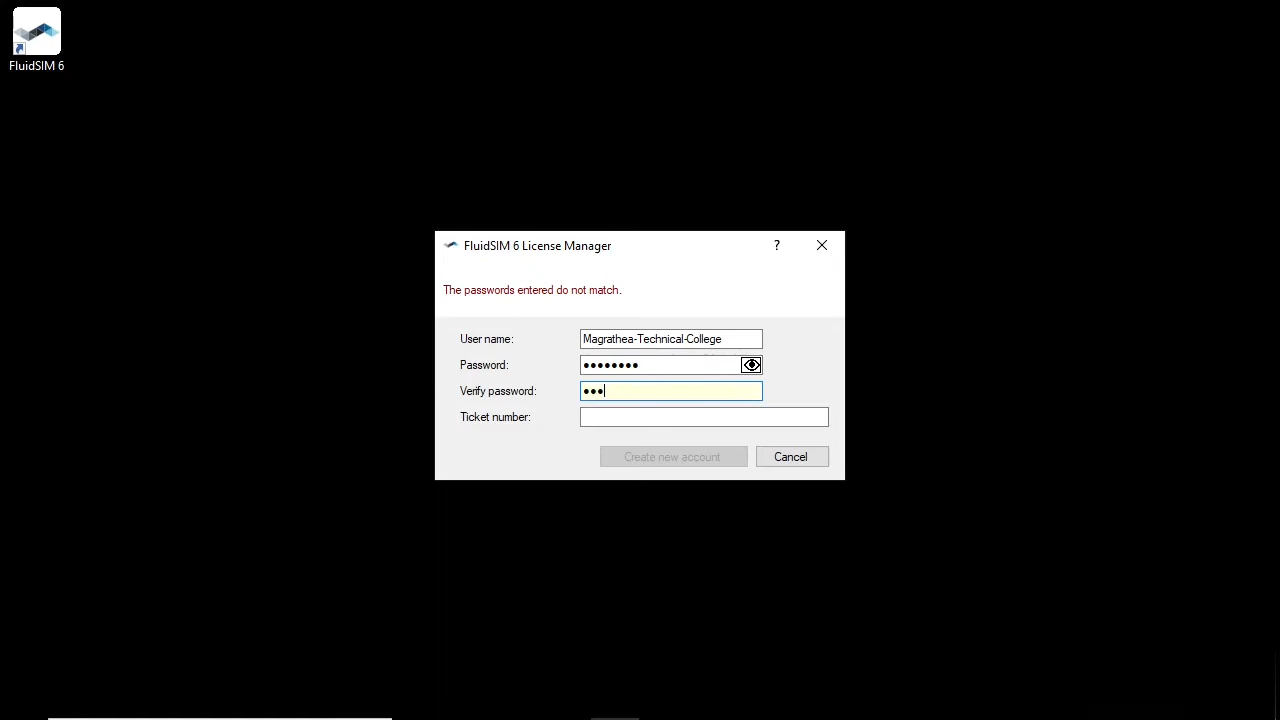 FluidSIM 6
FluidSIM 6 License Manager
The passwords entered do not match.
User name: Magrathea-Technical-College
Password: ●●●●●●●●
Verify password: ●●●
Ticket number:
Create new account Cancel